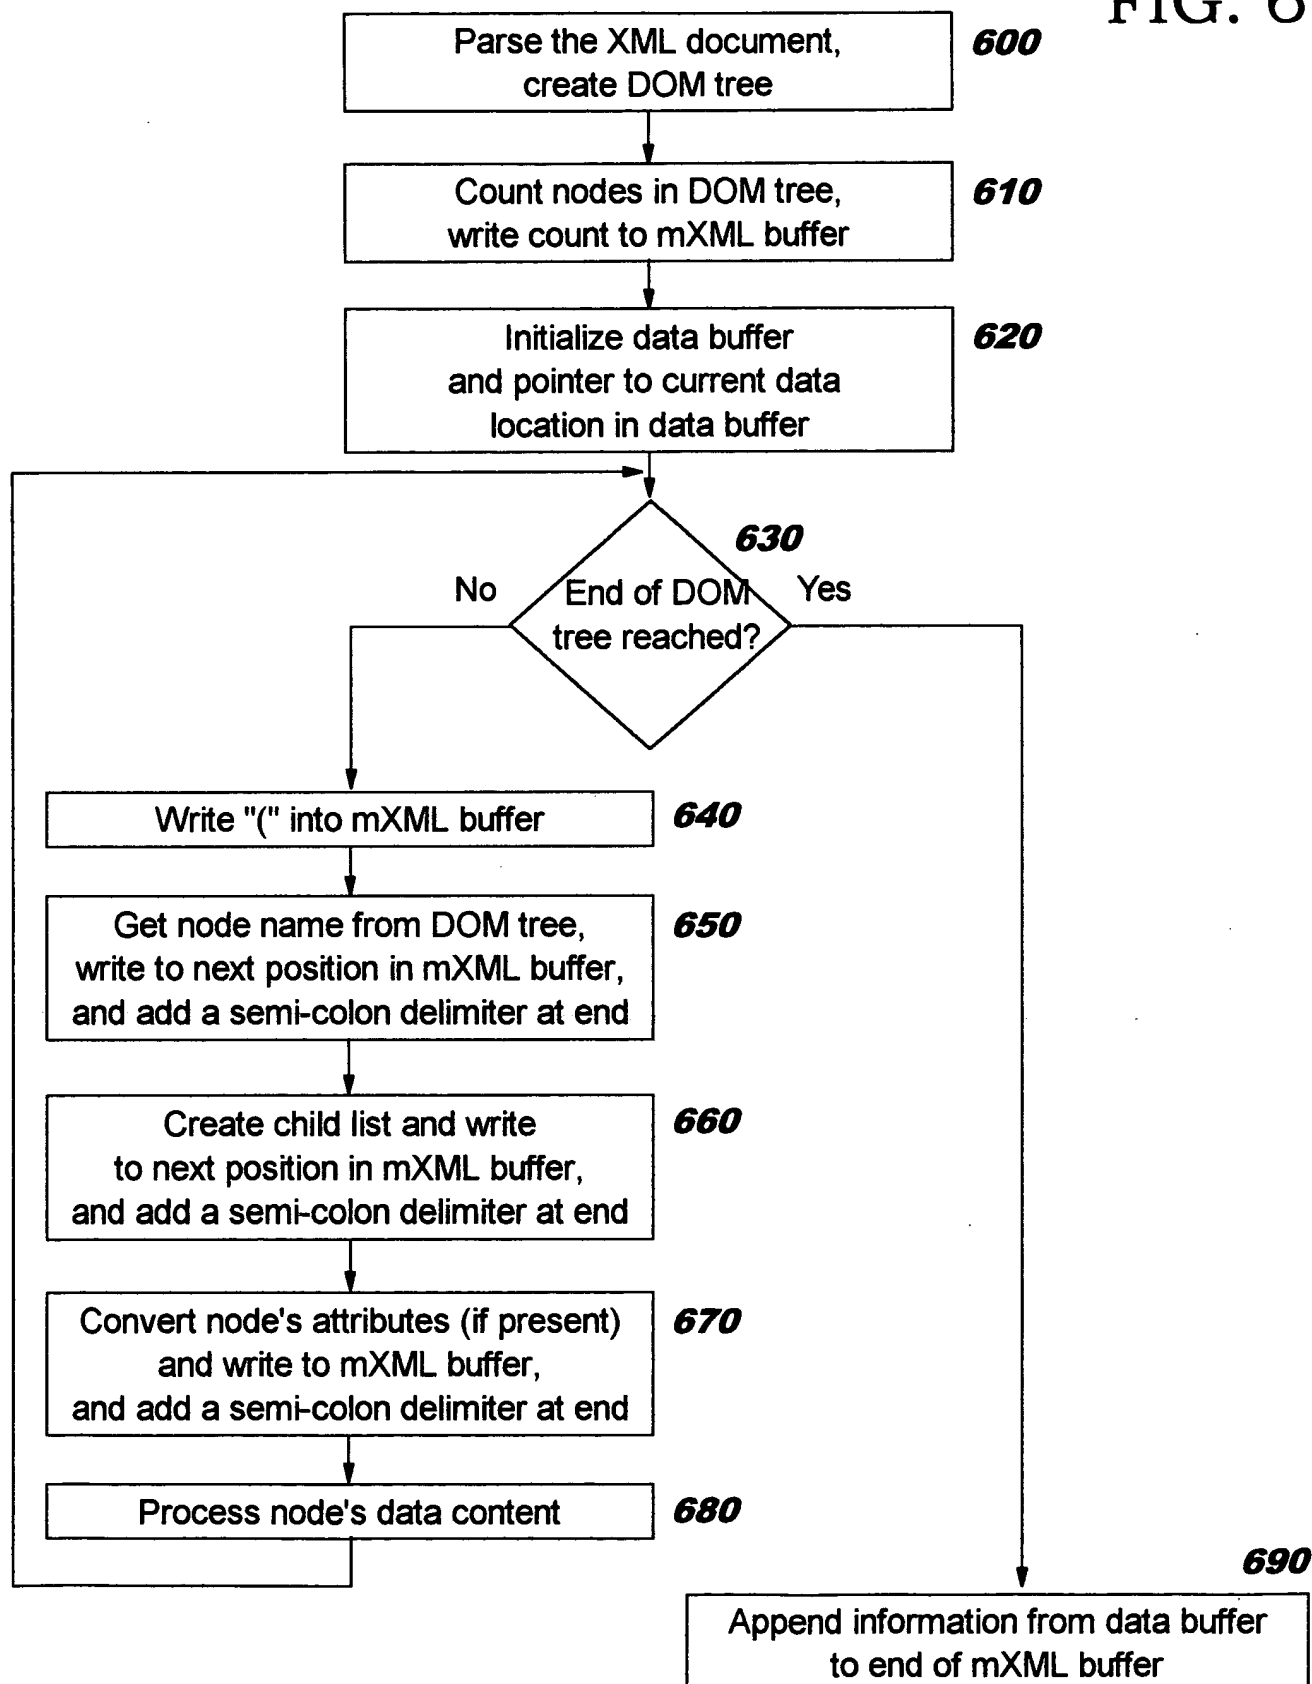 FIG. 6
Parse the XML document,
create DOM tree
600
Count nodes in DOM tree,
write count to mXML buffer
610
Initialize data buffer
and pointer to current data
location in data buffer
620
630
No
End of DOM
tree reached?
Yes
Write "(" into mXML buffer
640
Get node name from DOM tree,
write to next position in mXML buffer,
and add a semi-colon delimiter at end
650
Create child list and write
to next position in mXML buffer,
and add a semi-colon delimiter at end
660
Convert node's attributes (if present)
and write to mXML buffer,
and add a semi-colon delimiter at end
670
Process node's data content
680
690
Append information from data buffer
to end of mXML buffer